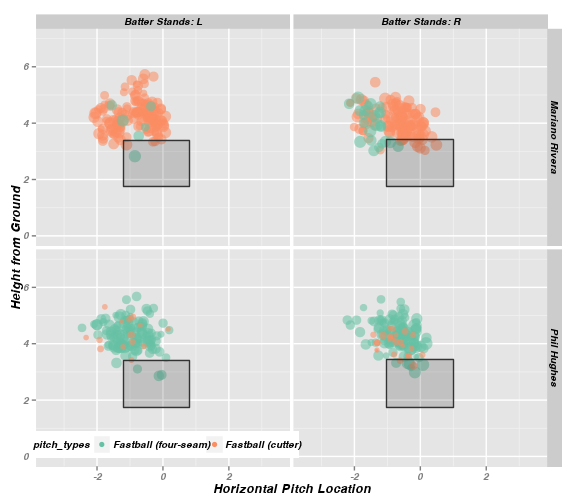 Batter Stands: L Batter Stands: R
6
4
2
0
Mariano Rivera
6
4
2
0
Phil Hughes
Height from Ground
pitch_types Fastball (four-seam) Fastball (cutter)
-2 0 2 -2 0 2
Horizontal Pitch Location